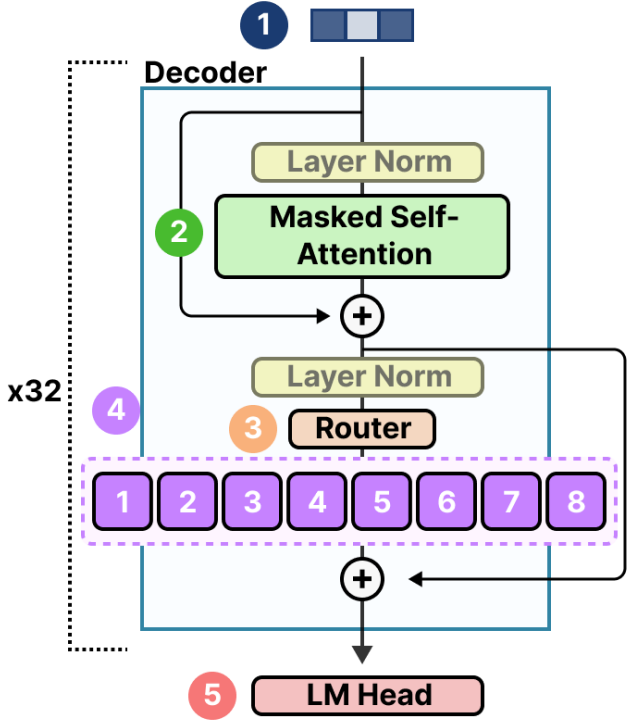 1
Decoder
Layer Norm
2
Masked Self-
Attention
+
x32
Layer Norm
4
3
Router
1 2 3 4 5 6 7 8
+
5
LM Head